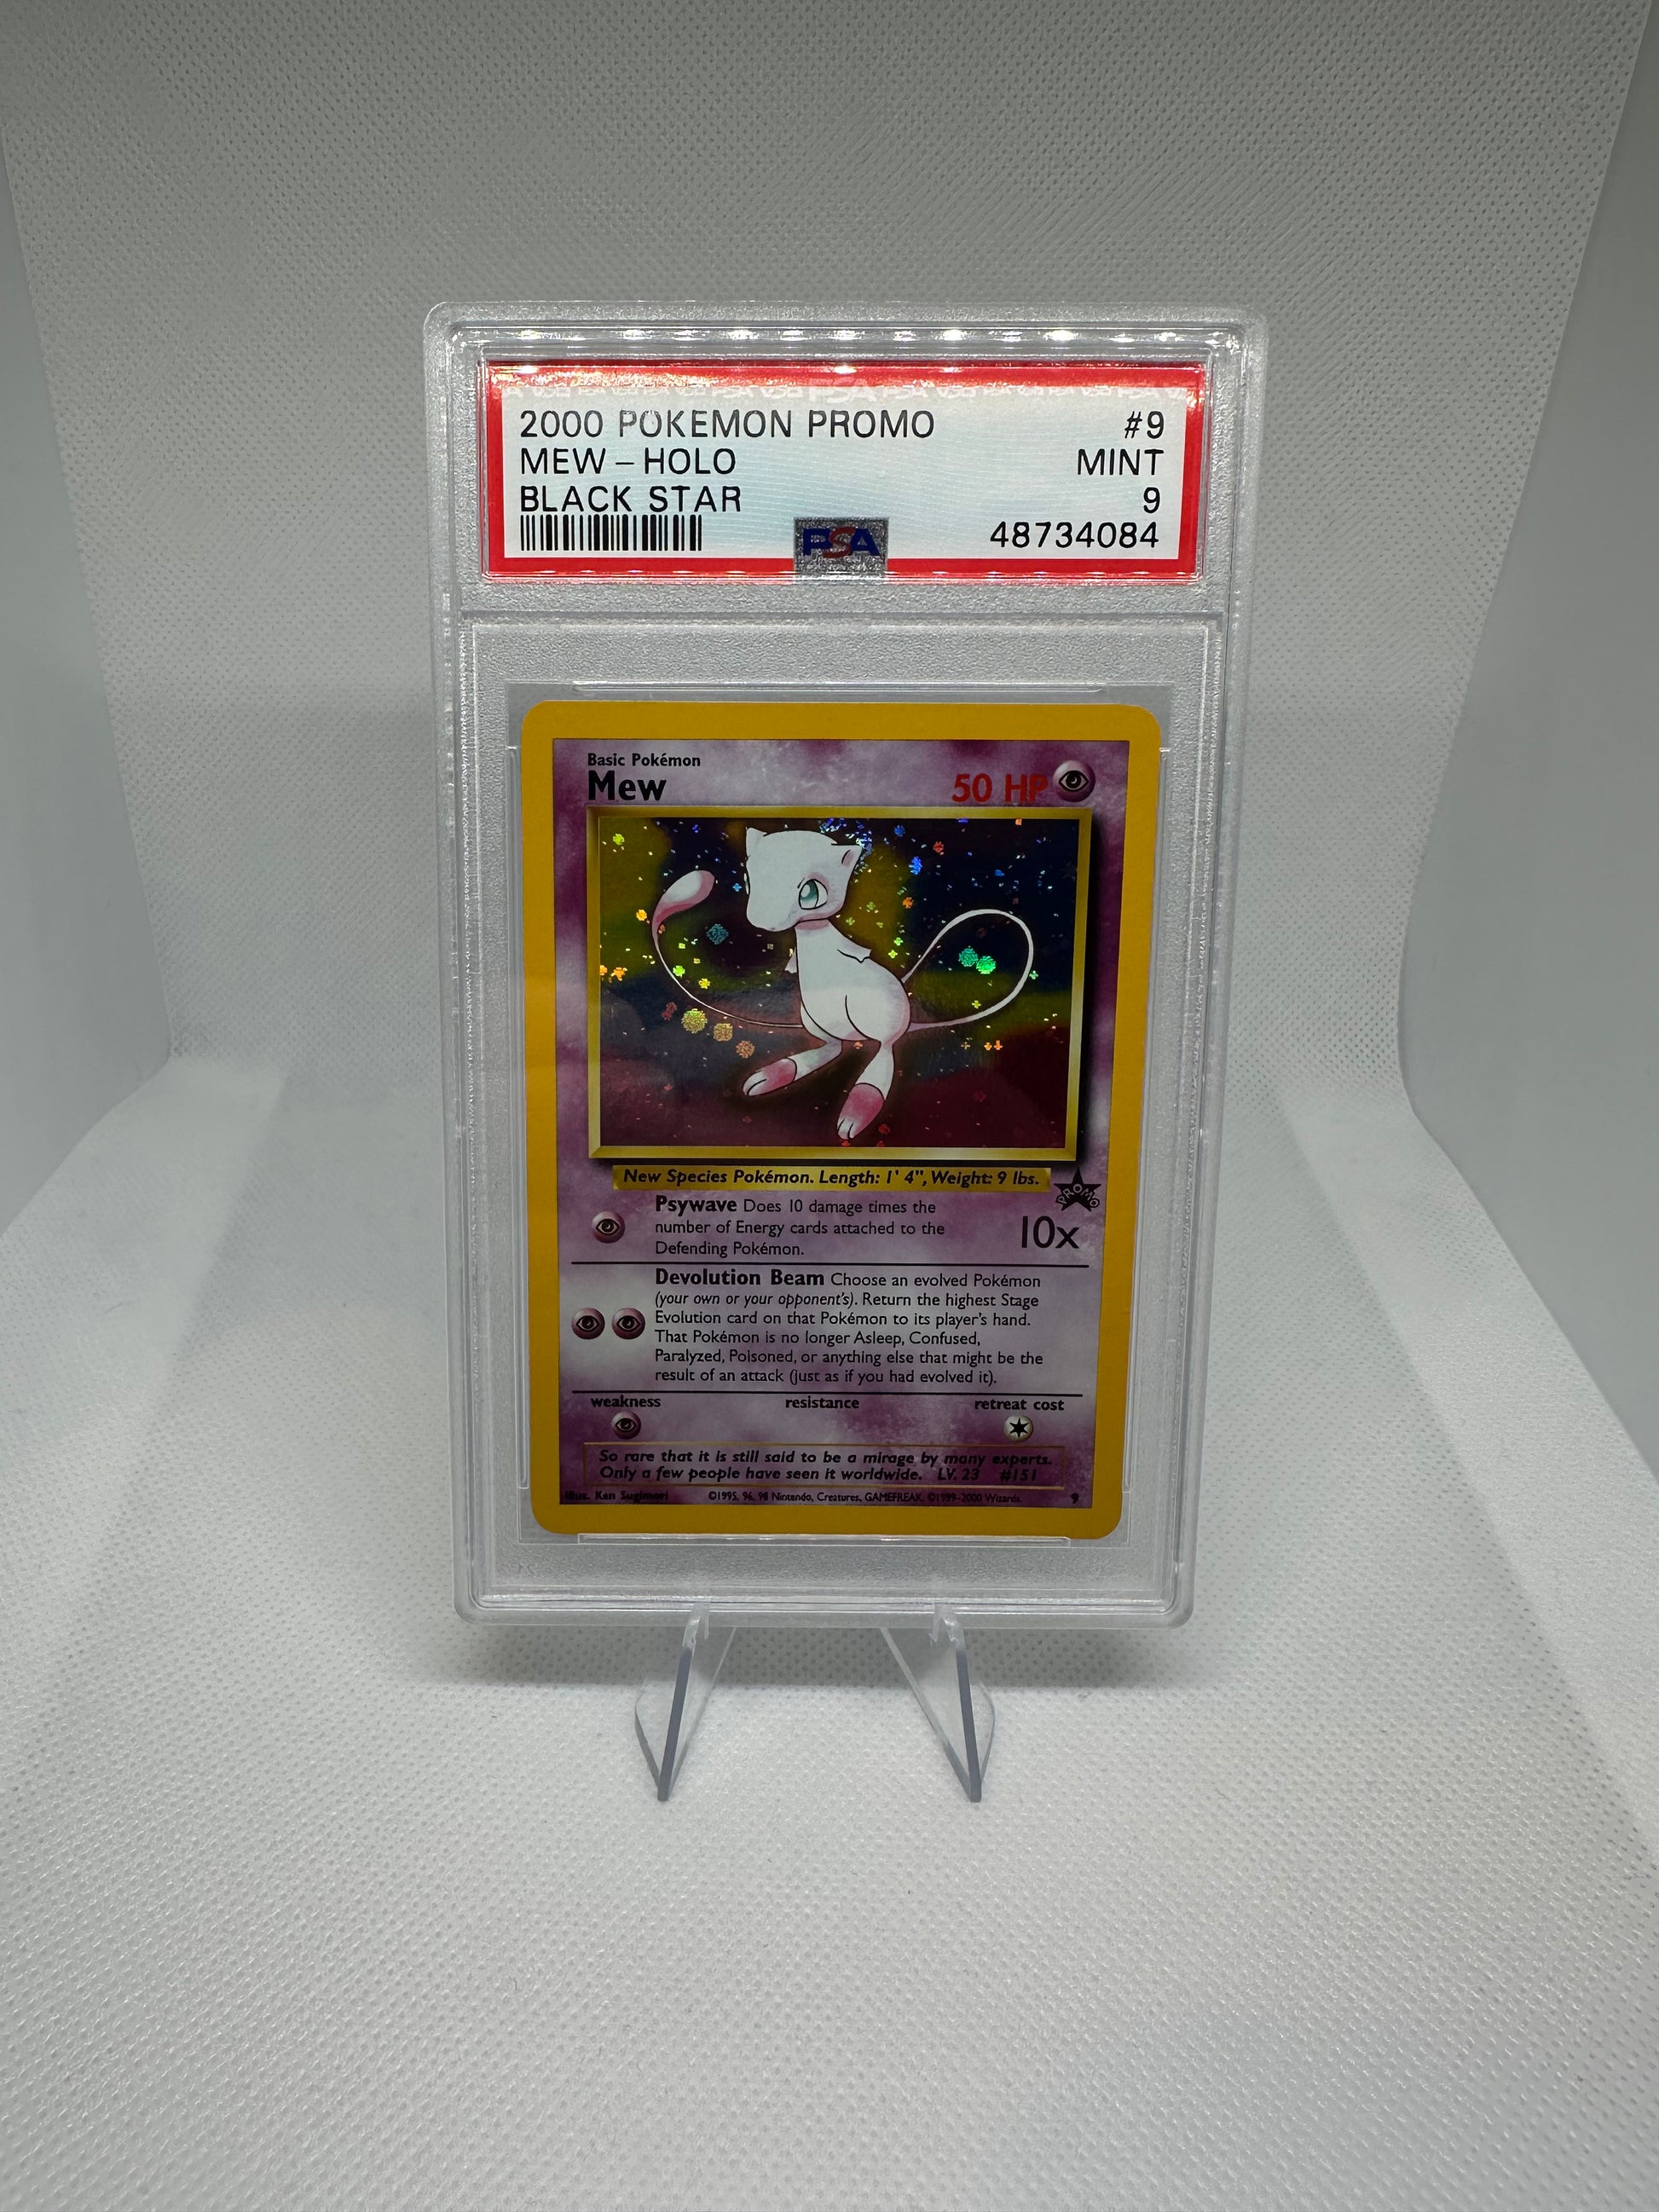 2000 POKEMON PROMO #9
MEW - HOLO MINT
BLACK STAR 9
PSA 48734084
Basic Pokémon
Mew 50 HP
New Species Pokémon. Length: 1' 4", Weight: 9 lbs.
PROMO
Psywave Does 10 damage times the
number of Energy cards attached to the
Defending Pokémon.
10x
Devolution Beam Choose an evolved Pokémon
(your own or your opponent's). Return the highest Stage
Evolution card on that Pokémon to its player's hand.
That Pokémon is no longer Asleep, Confused,
Paralyzed, Poisoned, or anything else that might be the
result of an attack (just as if you had evolved it).
weakness resistance retreat cost
So rare that it is still said to be a mirage by many experts.
Only a few people have seen it worldwide. LV. 23 #151
Illus. Ken Sugimori ©1995, 96, 98 Nintendo, Creatures, GAMEFREAK. ©1999-2000 Wizards. 9